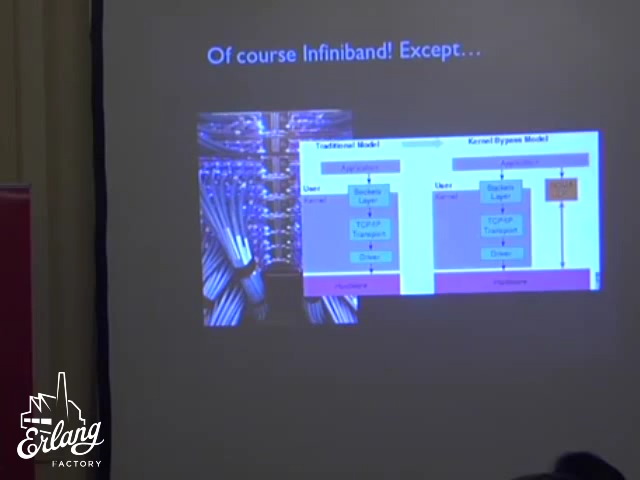 Of course Infiniband! Except...
Traditional Model
Kernel-Bypass Model
Application
Application
User
Kernel
Sockets
Layer
TCP/IP
Transport
Driver
Hardware
User
Kernel
Sockets
Layer
TCP/IP
Transport
Driver
Hardware
Erlang
FACTORY